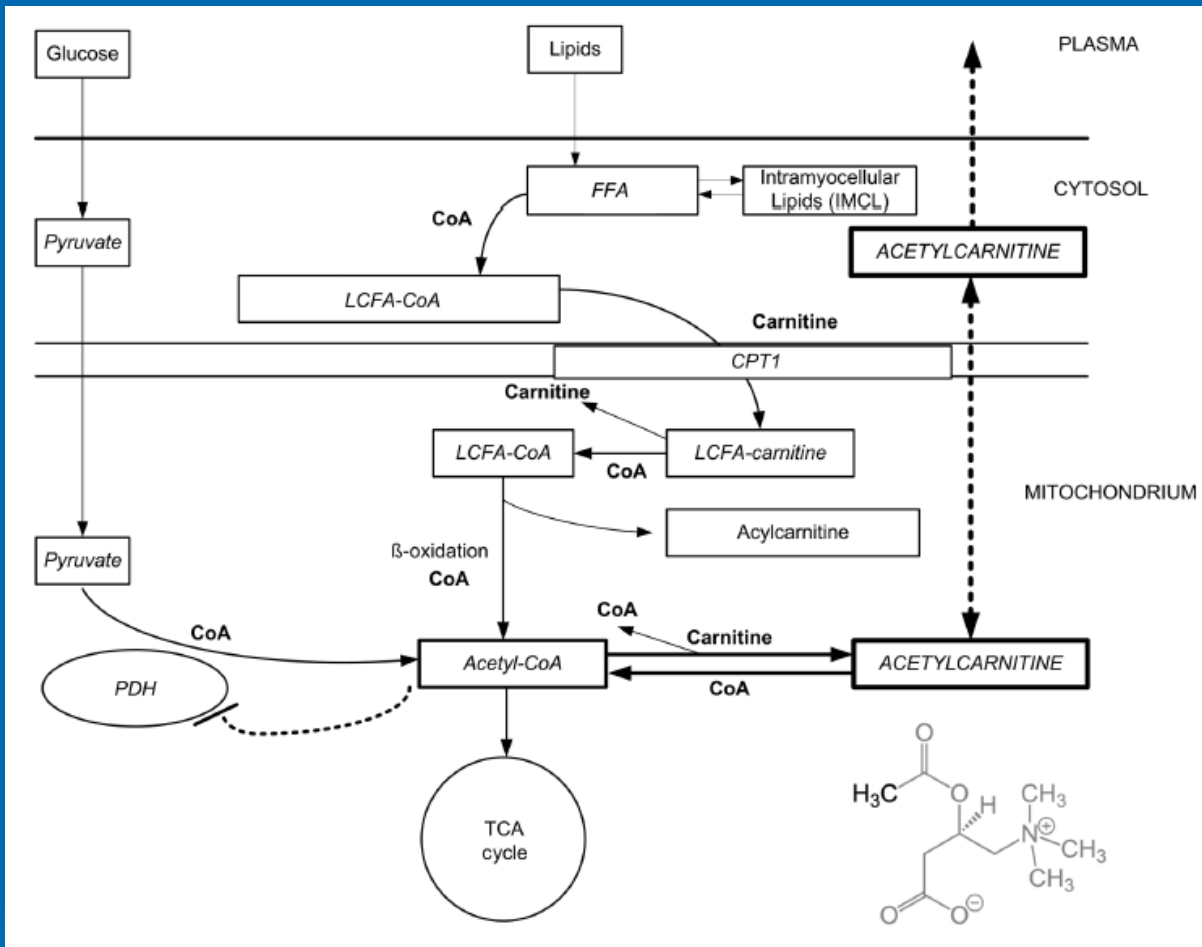 Glucose
Lipids
PLASMA
FFA
Intramyocellular
Lipids (IMCL)
CYTOSOL
CoA
Pyruvate
ACETYLCARNITINE
LCFA-CoA
Carnitine
CPT1
Carnitine
LCFA-CoA
CoA
LCFA-carnitine
MITOCHONDRIUM
Acylcarnitine
Pyruvate
ß-oxidation
CoA
CoA
CoA
Carnitine
Acetyl-CoA
ACETYLCARNITINE
CoA
PDH
TCA
cycle
O
H₃C
O
H
CH₃
N⊕
CH₃
CH₃
O
O⊖